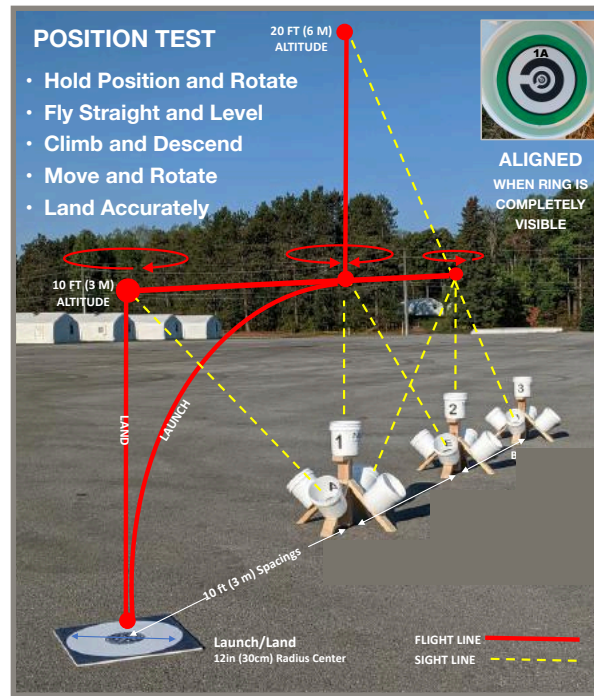 POSITION TEST
• Hold Position and Rotate
• Fly Straight and Level
• Climb and Descend
• Move and Rotate
• Land Accurately
20 FT (6 M)
ALTITUDE
1A
ALIGNED
WHEN RING IS
COMPLETELY
VISIBLE
10 FT (3 M)
ALTITUDE
LAND
LAUNCH
1
2
3
A
B
10 ft (3 m) Spacings
Launch/Land
12in (30cm) Radius Center
FLIGHT LINE
SIGHT LINE